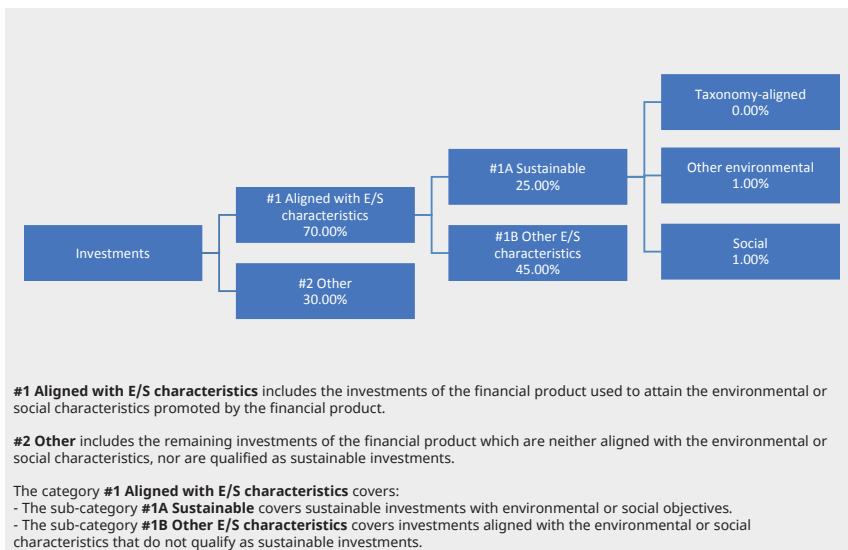 Investments
#1 Aligned with E/S
characteristics
70.00%
#2 Other
30.00%
#1A Sustainable
25.00%
#1B Other E/S
characteristics
45.00%
Taxonomy-aligned
0.00%
Other environmental
1.00%
Social
1.00%
#1 Aligned with E/S characteristics includes the investments of the financial product used to attain the environmental or
social characteristics promoted by the financial product.
#2 Other includes the remaining investments of the financial product which are neither aligned with the environmental or
social characteristics, nor are qualified as sustainable investments.
The category #1 Aligned with E/S characteristics covers:
- The sub-category #1A Sustainable covers sustainable investments with environmental or social objectives.
- The sub-category #1B Other E/S characteristics covers investments aligned with the environmental or social
characteristics that do not qualify as sustainable investments.